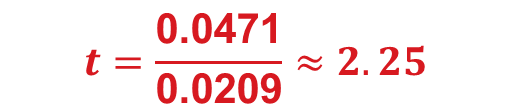 t = 0.0471 / 0.0209 ≈ 2.25